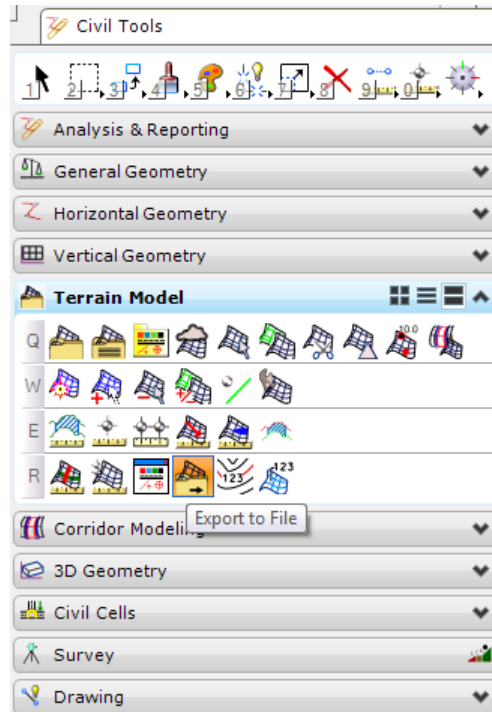 Civil Tools
1 2 3 4 5 6 7 8 9 0
Analysis & Reporting
General Geometry
Horizontal Geometry
Vertical Geometry
Terrain Model
Q 10.0
W
E
R 123 123
Export to File
Corridor Modeling
3D Geometry
Civil Cells
Survey
Drawing